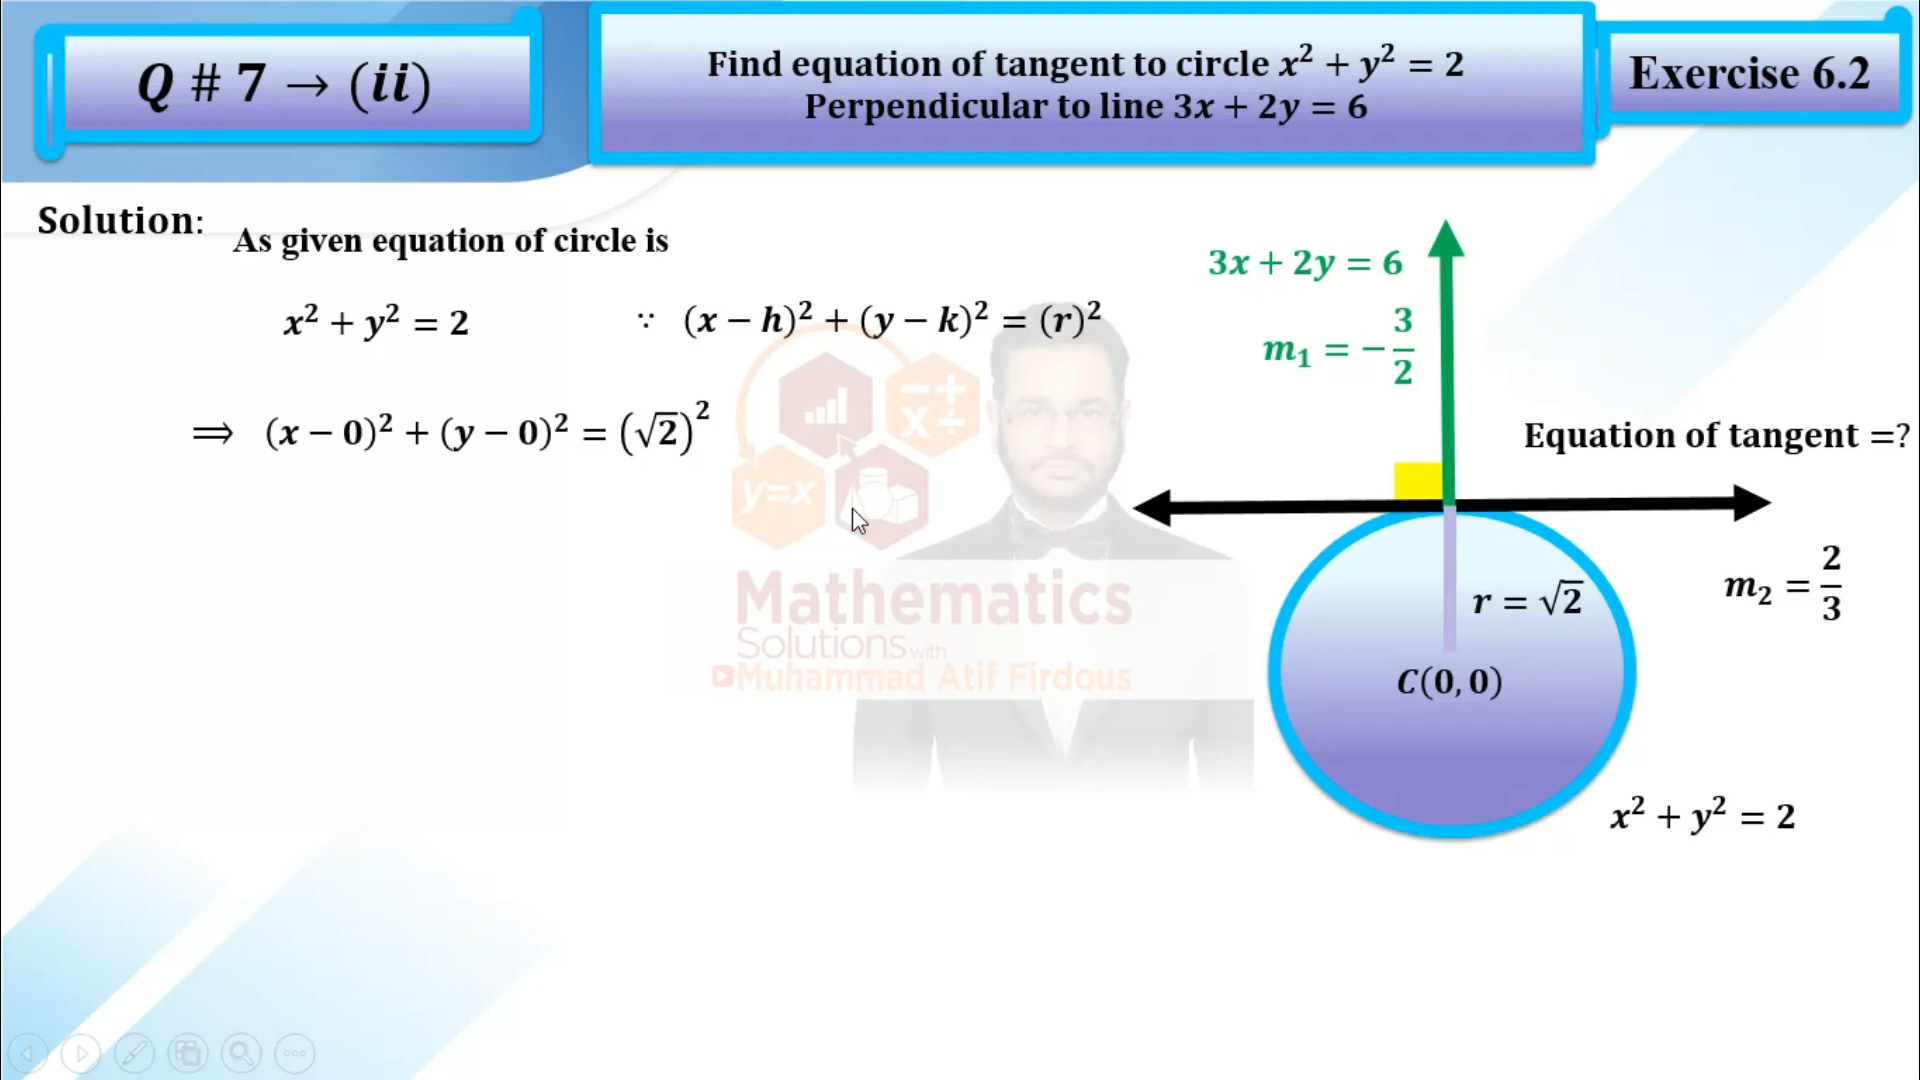 Q # 7 → (ii)
Find equation of tangent to circle x² + y² = 2
Perpendicular to line 3x + 2y = 6
Exercise 6.2
Solution:
As given equation of circle is
x² + y² = 2
∵ (x − h)² + (y − k)² = (r)²
⟹ (x − 0)² + (y − 0)² = (√2)²
3x + 2y = 6
m₁ = −3/2
Equation of tangent =?
m₂ = 2/3
r = √2
C(0, 0)
x² + y² = 2
y=x
Mathematics
Solutions with
Muhammad Atif Firdous